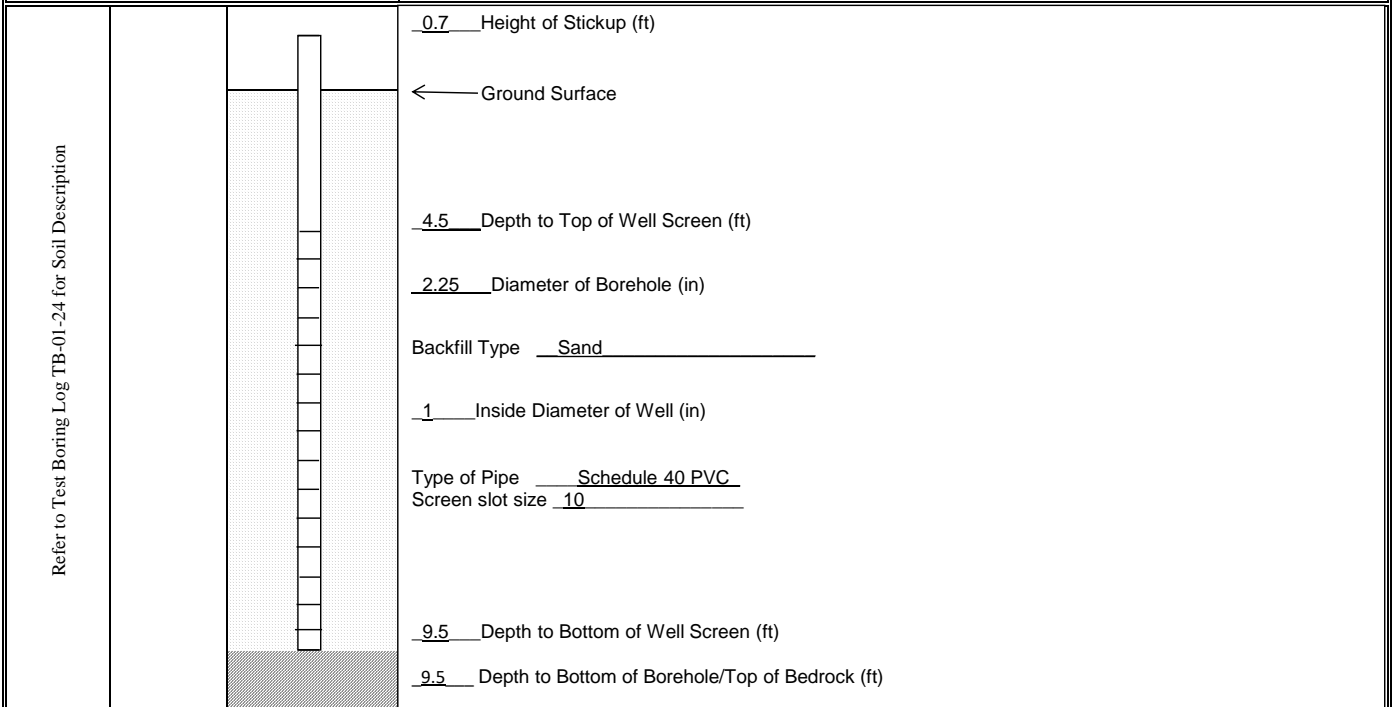 Refer to Test Boring Log TB-01-24 for Soil Description
_0.7___Height of Stickup (ft)
Ground Surface
_4.5___Depth to Top of Well Screen (ft)
_2.25___Diameter of Borehole (in)
Backfill Type __Sand____________________
_1____Inside Diameter of Well (in)
Type of Pipe ____Schedule 40 PVC_
Screen slot size _10_______________
_9.5___Depth to Bottom of Well Screen (ft)
_9.5___ Depth to Bottom of Borehole/Top of Bedrock (ft)